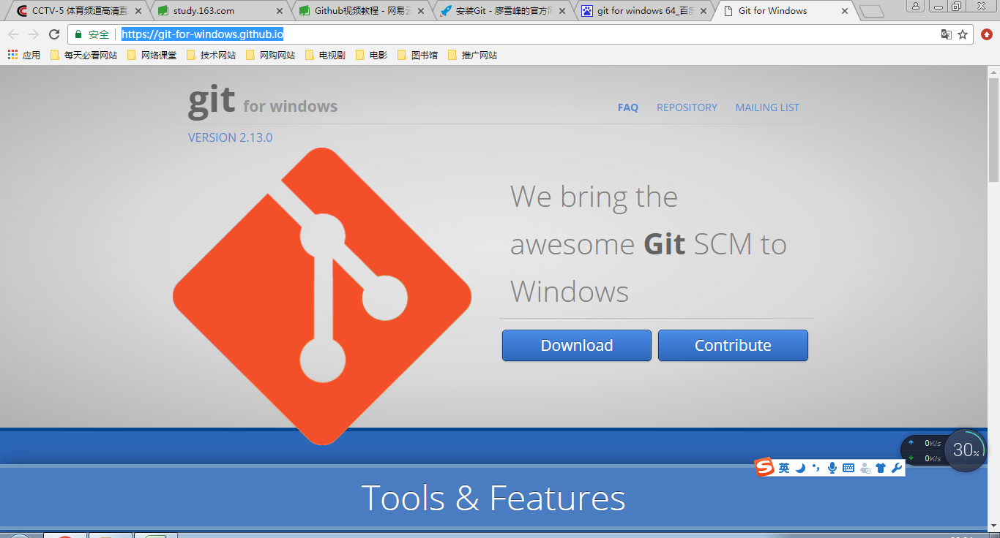 CCTV-5 体育频道高清直
study.163.com
Github视频教程 - 网易云
安装Git - 廖雪峰的官方网
git for windows 64_百度
Git for Windows
安全
https://git-for-windows.github.io
应用 每天必看网站 网络课堂 技术网站 网购网站 电视剧 电影 图书馆 推广网站
git for windows
FAQ REPOSITORY MAILING LIST
VERSION 2.13.0
We bring the
awesome Git SCM to
Windows
Download Contribute
0K/s
0K/s
30%
英
Tools & Features